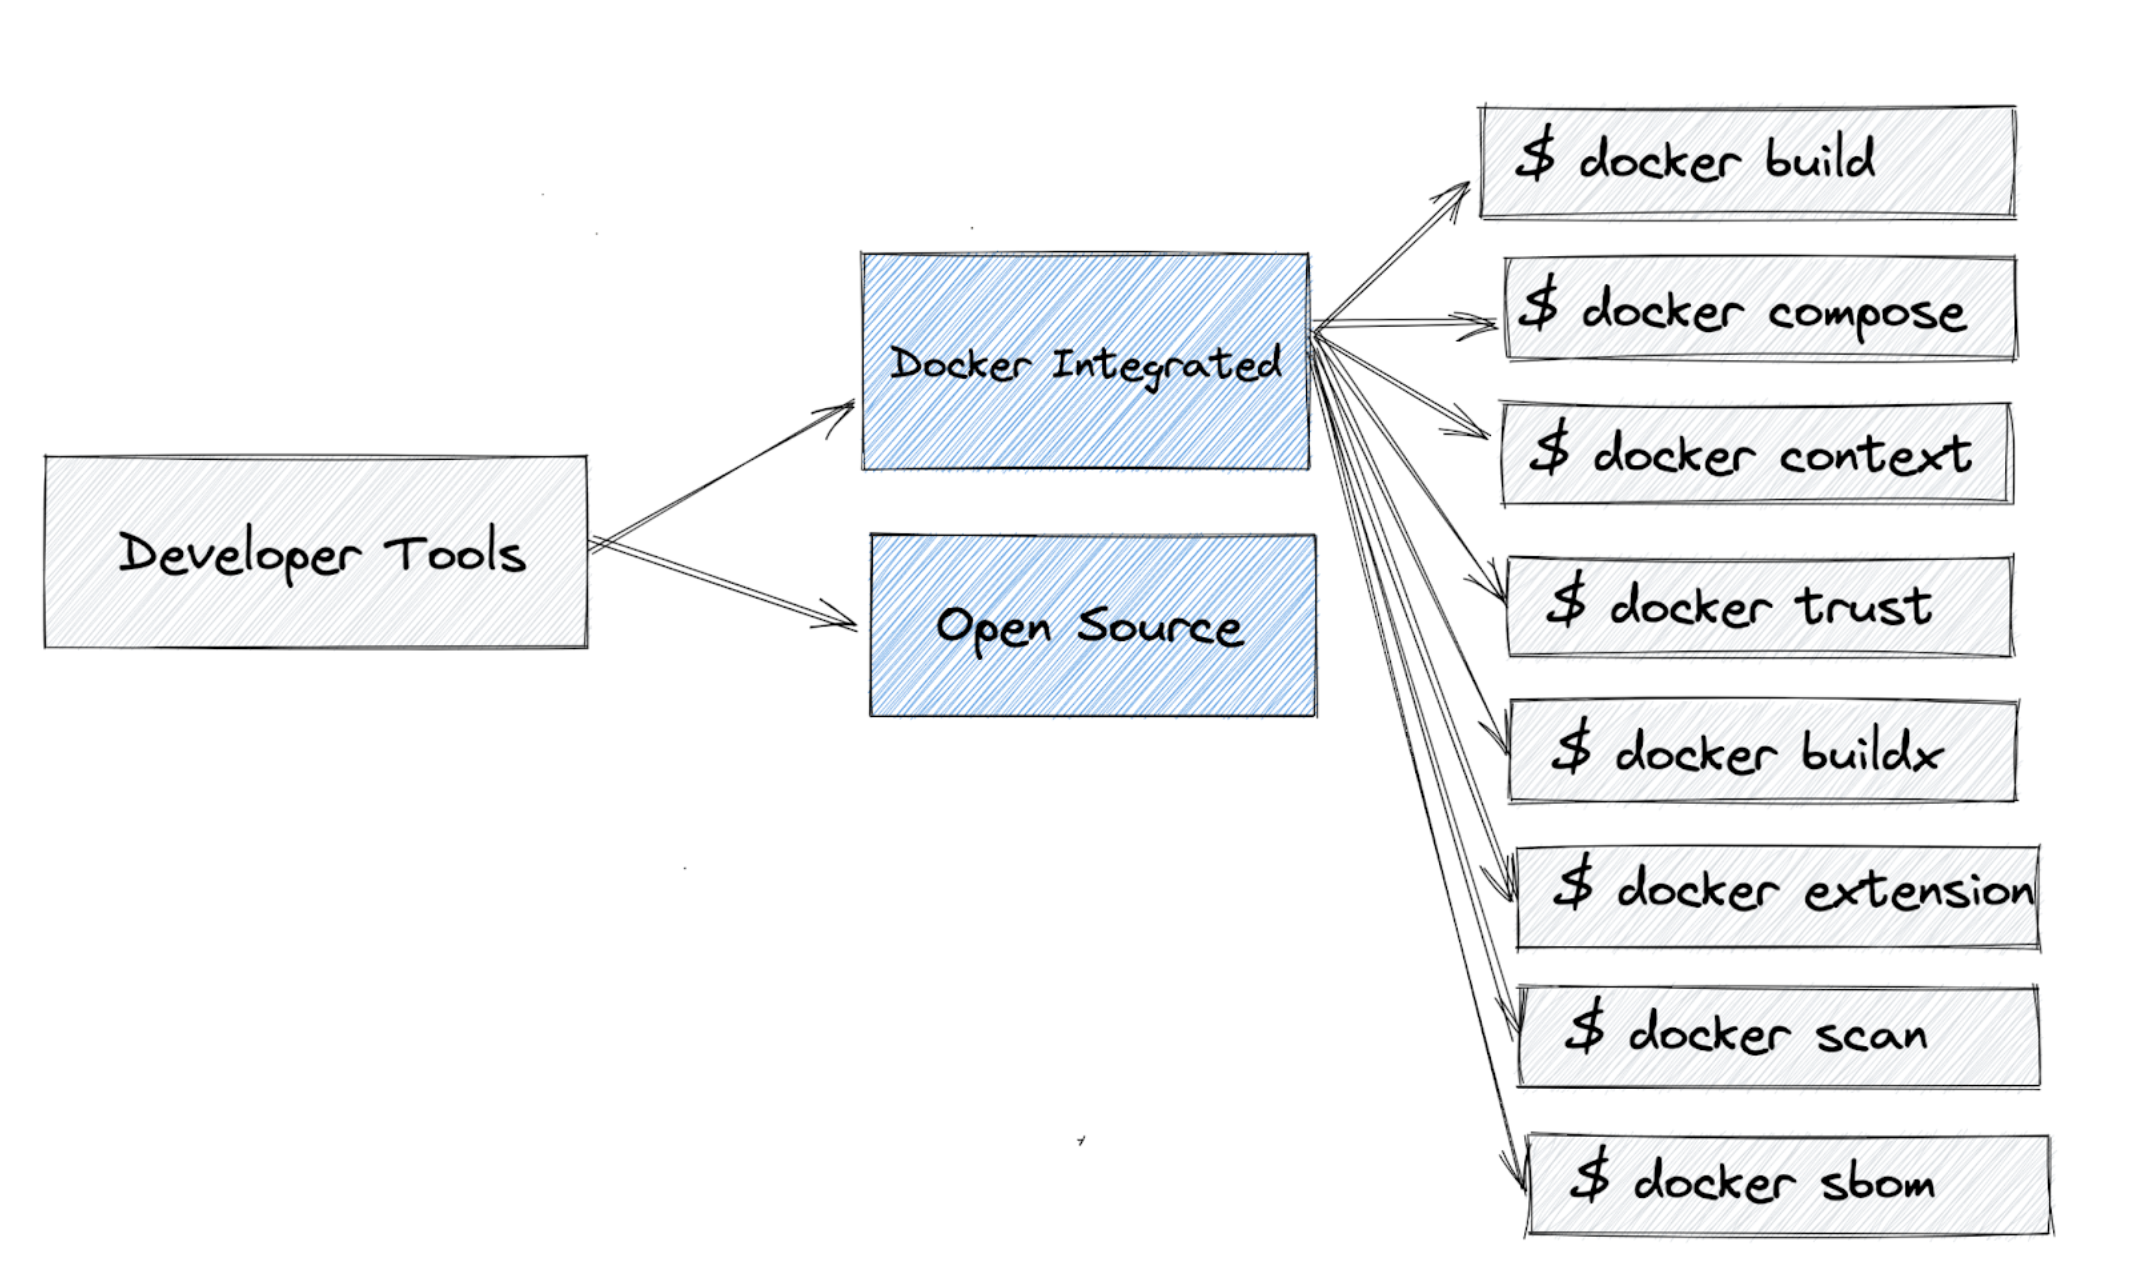 Developer Tools
Docker Integrated
Open Source
$ docker build
$ docker compose
$ docker context
$ docker trust
$ docker buildx
$ docker extension
$ docker scan
$ docker sbom